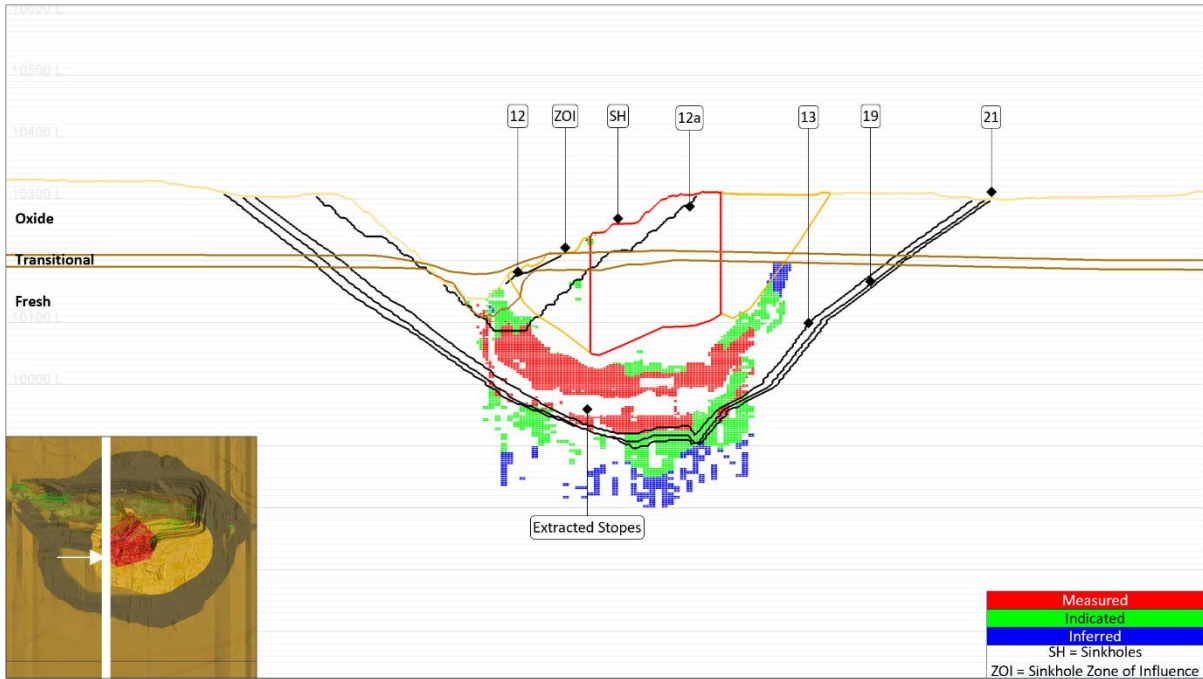 10600 L
10500 L
10400 L
12 ZOI SH 12a 13 19 21
10300 L
Oxide
Transitional
Fresh
10100 L
10000 L
Extracted Stopes
Measured
Indicated
Inferred
SH = Sinkholes
ZOI = Sinkhole Zone of Influence